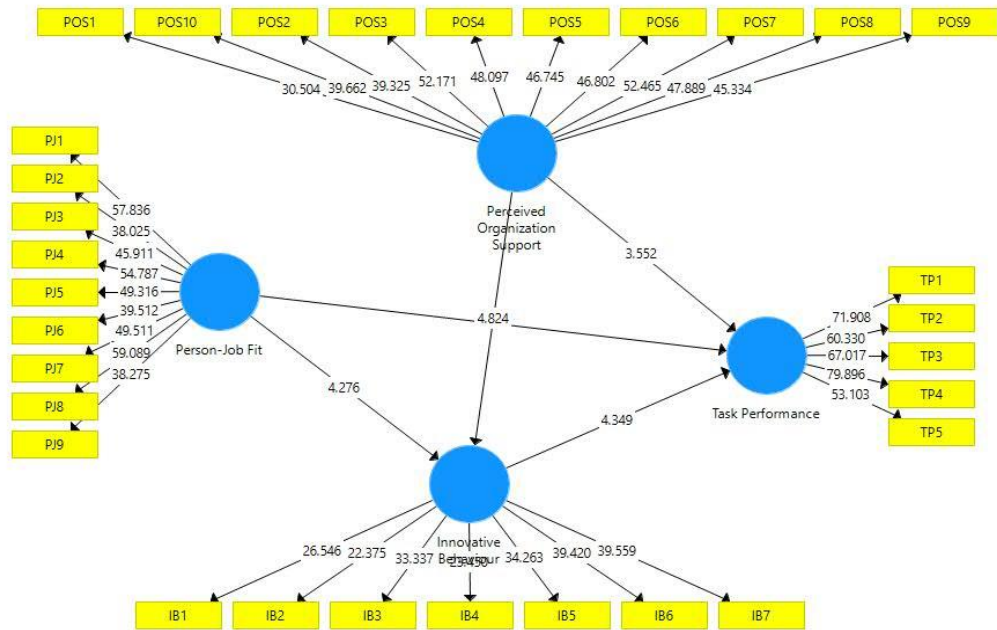 POS1 POS10 POS2 POS3 POS4 POS5 POS6 POS7 POS8 POS9
30.504 39.662 39.325 52.171 48.097 46.745 46.802 52.465 47.889 45.334
Perceived
Organization
Support
PJ1
PJ2
PJ3
PJ4
PJ5
PJ6
PJ7
PJ8
PJ9
57.836
38.025
45.911
54.787
49.316
39.512
49.511
59.089
38.275
Person-Job Fit
3.552
4.824
4.276
4.349
TP1
TP2
TP3
TP4
TP5
71.908
60.330
67.017
79.896
53.103
Task Performance
Innovative
Behaviour
26.546 22.375 33.337 23.450 34.263 39.420 39.559
IB1 IB2 IB3 IB4 IB5 IB6 IB7